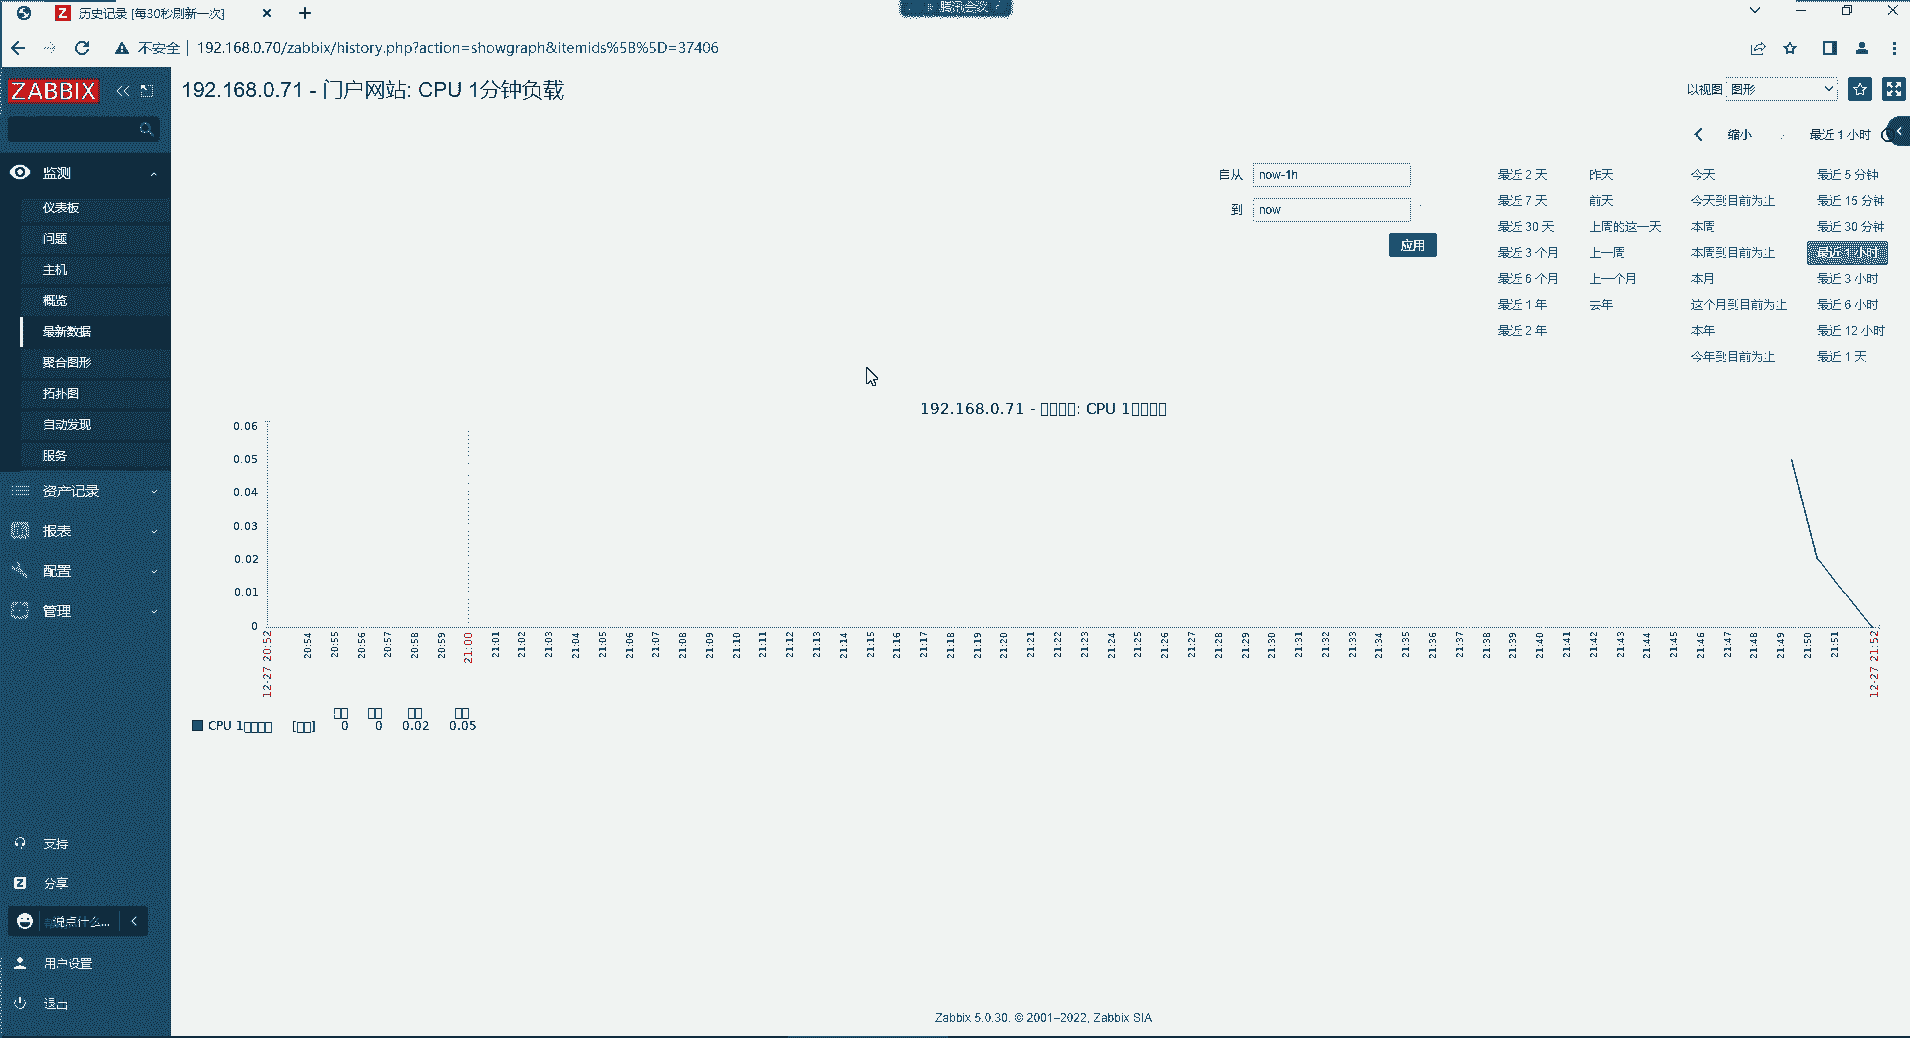 历史记录 [每30秒刷新一次]
腾讯会议
不安全
192.168.0.70/zabbix/history.php?action=showgraph&itemids%5B%5D=37406
ZABBIX
监测
仪表板
问题
主机
概览
最新数据
聚合图形
拓扑图
自动发现
服务
资产记录
报表
配置
管理
支持
分享
说点什么...
用户设置
退出
192.168.0.71 - 门户网站: CPU 1分钟负载
以视图 图形
缩小 最近 1 小时
自从 now-1h
到 now
应用
最近 2 天 昨天 今天 最近 5 分钟
最近 7 天 前天 今天到目前为止 最近 15 分钟
最近 30 天 上周的这一天 本周 最近 30 分钟
最近 3 个月 上一周 本周到目前为止 最近 1 小时
最近 6 个月 上一个月 本月 最近 3 小时
最近 1 年 去年 这个月到目前为止 最近 6 小时
最近 2 年 本年 最近 12 小时
今年到目前为止 最近 1 天
192.168.0.71 - □□□□: CPU 1□□□□
0.06
0.05
0.04
0.03
0.02
0.01
0
12-27 20:52 20:54 20:55 20:56 20:57 20:58 20:59 21:00 21:01 21:02 21:03 21:04 21:05 21:06 21:07 21:08 21:09 21:10 21:11 21:12 21:13 21:14 21:15 21:16 21:17 21:18 21:19 21:20 21:21 21:22 21:23 21:24 21:25 21:26 21:27 21:28 21:29 21:30 21:31 21:32 21:33 21:34 21:35 21:36 21:37 21:38 21:39 21:40 21:41 21:42 21:43 21:44 21:45 21:46 21:47 21:48 21:49 21:50 21:51 12-27 21:52
□□ □□ □□ □□
CPU 1□□□□ [□□] 0 0 0.02 0.05
Zabbix 5.0.30. © 2001–2022, Zabbix SIA